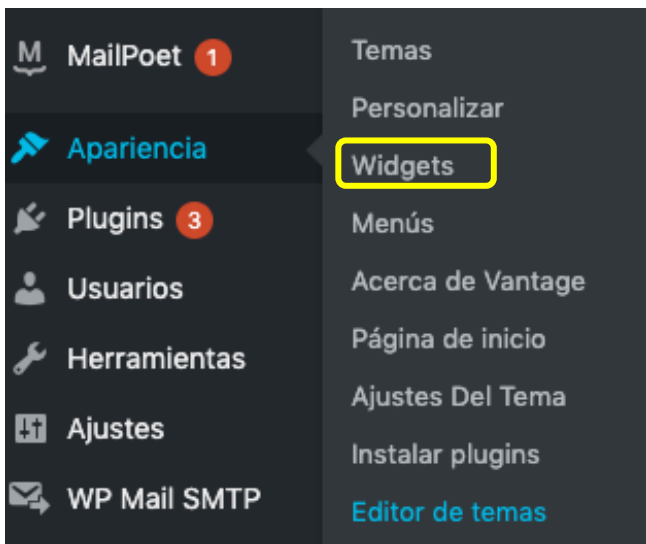 MailPoet 1
Apariencia
Plugins 3
Usuarios
Herramientas
Ajustes
WP Mail SMTP
Temas
Personalizar
Widgets
Menús
Acerca de Vantage
Página de inicio
Ajustes Del Tema
Instalar plugins
Editor de temas